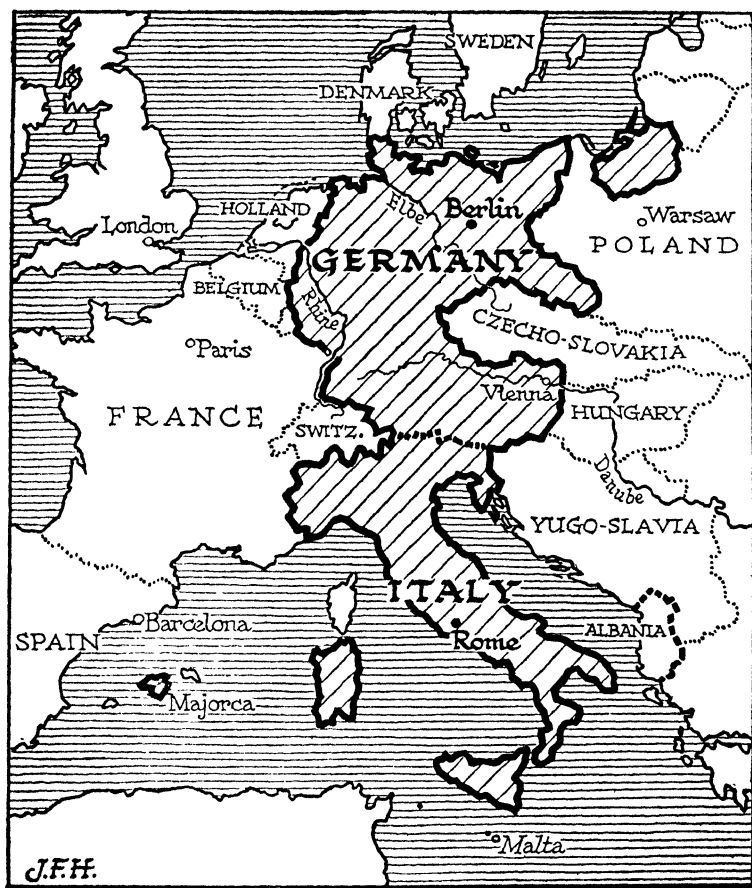 SWEDEN
DENMARK
HOLLAND
Elbe
Berlin
Warsaw
London
POLAND
GERMANY
BELGIUM
Rhine
CZECHO-SLOVAKIA
Paris
Vienna
FRANCE
HUNGARY
SWITZ.
Danube
YUGO-SLAVIA
ITALY
Barcelona
ALBANIA
SPAIN
Rome
Majorca
Malta
J.F.H.